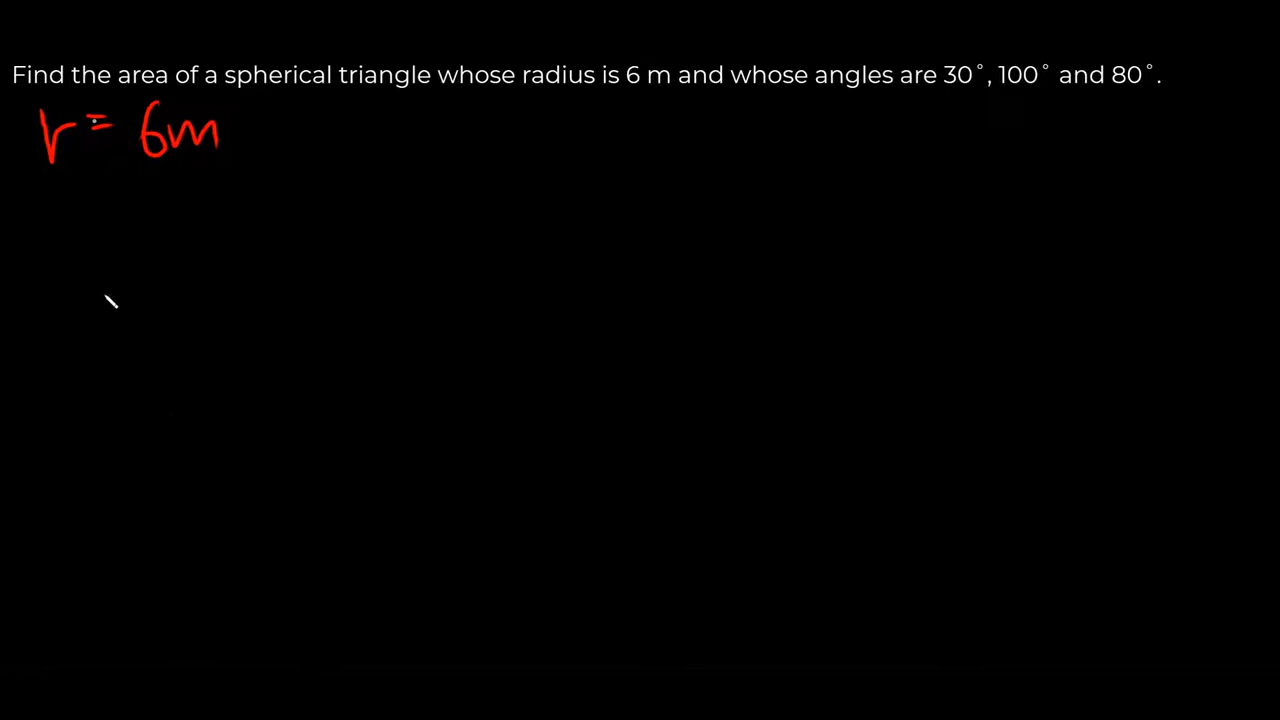 Find the area of a spherical triangle whose radius is 6 m and whose angles are 30˚, 100˚ and 80˚.
r = 6m